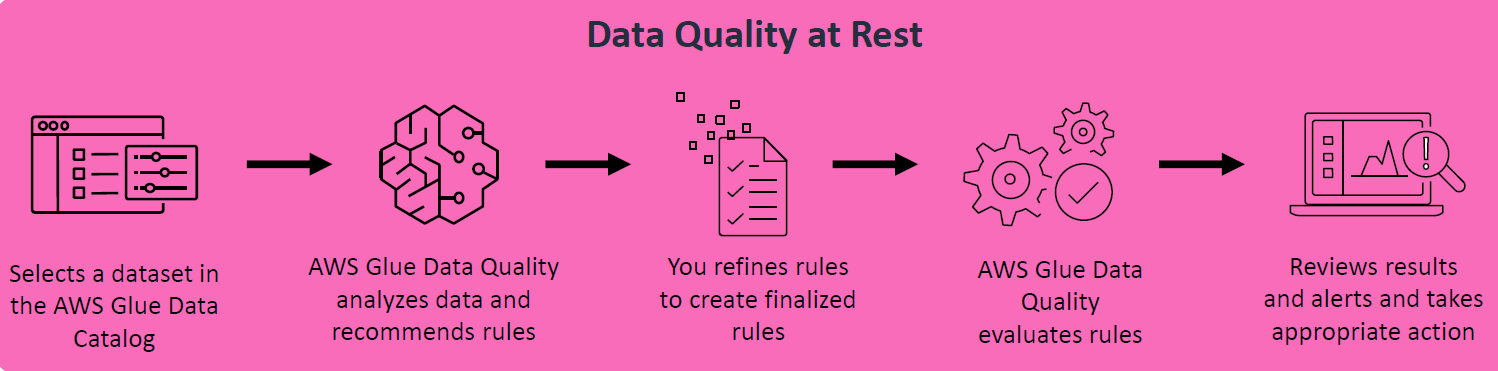 Data Quality at Rest
Selects a dataset in
the AWS Glue Data
Catalog
AWS Glue Data Quality
analyzes data and
recommends rules
You refines rules
to create finalized
rules
AWS Glue Data
Quality
evaluates rules
Reviews results
and alerts and takes
appropriate action